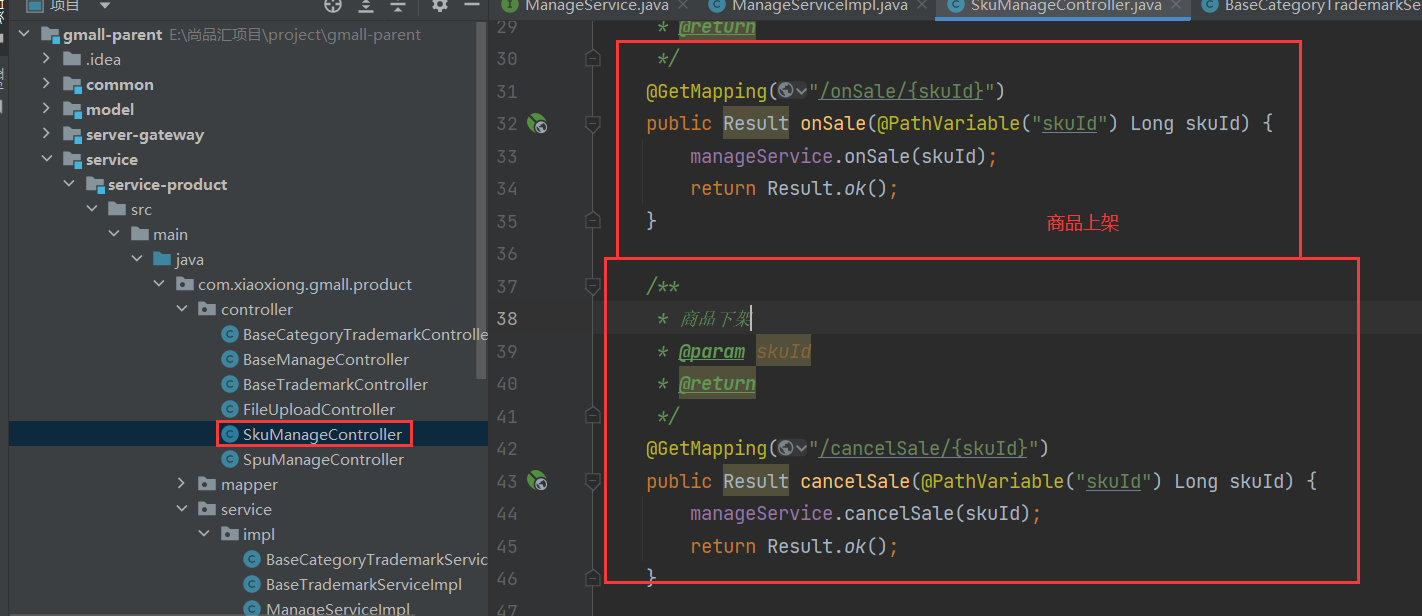 项目
gmall-parent E:\尚品汇项目\project\gmall-parent
.idea
common
model
server-gateway
service
service-product
src
main
java
com.xiaoxiong.gmall.product
controller
BaseCategoryTrademarkControlle
BaseManageController
BaseTrademarkController
FileUploadController
SkuManageController
SpuManageController
mapper
service
impl
BaseCategoryTrademarkServic
BaseTrademarkServiceImpl
ManageServiceImpl
ManageService.java
ManageServiceImpl.java
SkuManageController.java
BaseCategoryTrademarkSe
29 * @return
30 */
31 @GetMapping("/onSale/{skuId}")
32 public Result onSale(@PathVariable("skuId") Long skuId) {
33 manageService.onSale(skuId);
34 return Result.ok();
35 }
商品上架
36
37 /**
38 * 商品下架
39 * @param skuId
40 * @return
41 */
42 @GetMapping("/cancelSale/{skuId}")
43 public Result cancelSale(@PathVariable("skuId") Long skuId) {
44 manageService.cancelSale(skuId);
45 return Result.ok();
46 }
47